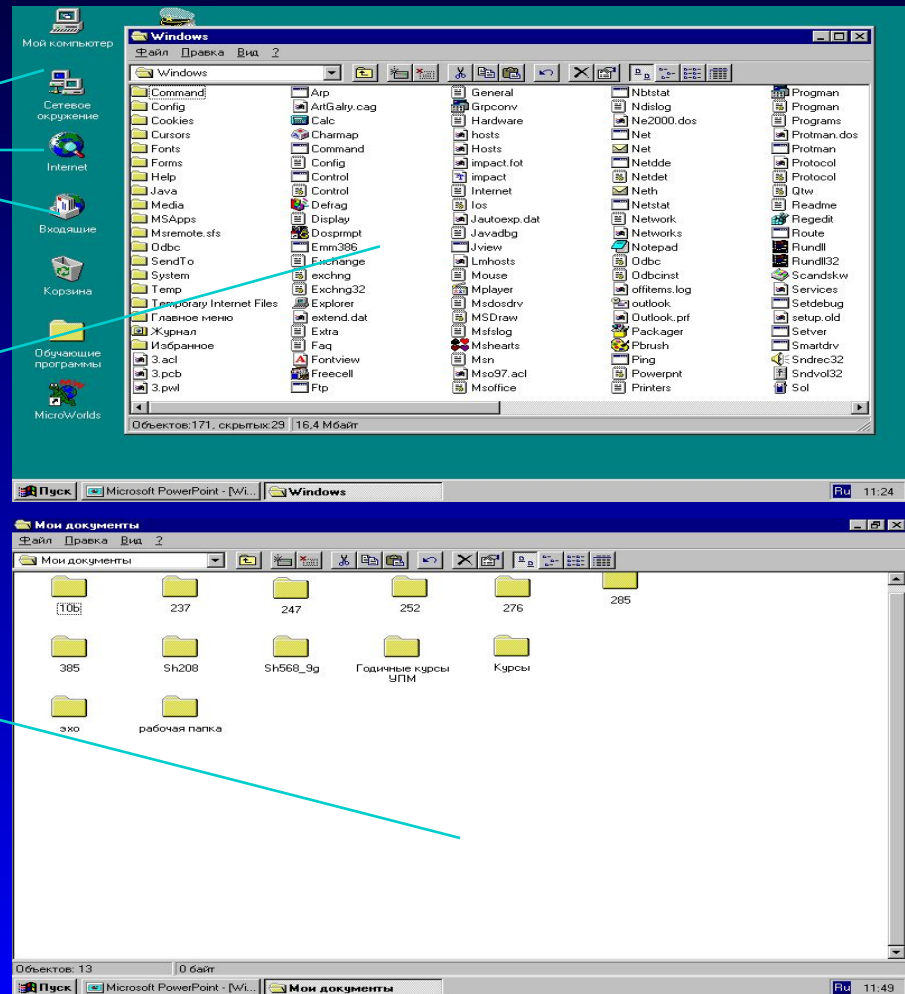 Мой компьютер
Сетевое
окружение
Internet
Входящие
Корзина
Обучающие
программы
MicroWorlds
Windows
Файл Правка Вид ?
Windows
Command
Config
Cookies
Cursors
Fonts
Forms
Help
Java
Media
MSApps
Msremote.sfs
Odbc
SendTo
System
Temp
Temporary Internet Files
Главное меню
Журнал
Избранное
3.acl
3.pcb
3.pwl
Arp
ArtGalry.cag
Calc
Charmap
Command
Config
Control
Control
Defrag
Display
Dosprmpt
Emm386
Exchange
exchng
Exchng32
Explorer
extend.dat
Extra
Faq
Fontview
Freecell
Ftp
General
Grpconv
Hardware
hosts
Hosts
impact.fot
impact
Internet
Ios
Jautoexp.dat
Javadbg
Jview
Lmhosts
Mouse
Mplayer
Msdosdrv
MSDraw
Msfslog
Mshearts
Msn
Mso97.acl
Msoffice
Nbtstat
Ndislog
Ne2000.dos
Net
Net
Netdde
Netdet
Neth
Netstat
Network
Networks
Notepad
Odbc
Odbcinst
offitems.log
outlook
Outlook.prf
Packager
Pbrush
Ping
Powerpnt
Printers
Progman
Progman
Programs
Protman.dos
Protman
Protocol
Protocol
Qtw
Readme
Regedit
Route
Rundll
Rundll32
Scandskw
Services
Setdebug
setup.old
Setver
Smartdrv
Sndrec32
Sndvol32
Sol
Объектов:171, скрытых:29 16,4 Мбайт
Пуск Microsoft PowerPoint - [Wi... Windows Ru 11:24
Мои документы
Файл Правка Вид ?
Мои документы
10Б 237 247 252 276 285
385 Sh208 Sh568_9g Годичные курсы Курсы
УПМ
эхо рабочая папка
Объектов: 13 0 байт
Пуск Microsoft PowerPoint - [Wi... Мои документы Ru 11:49